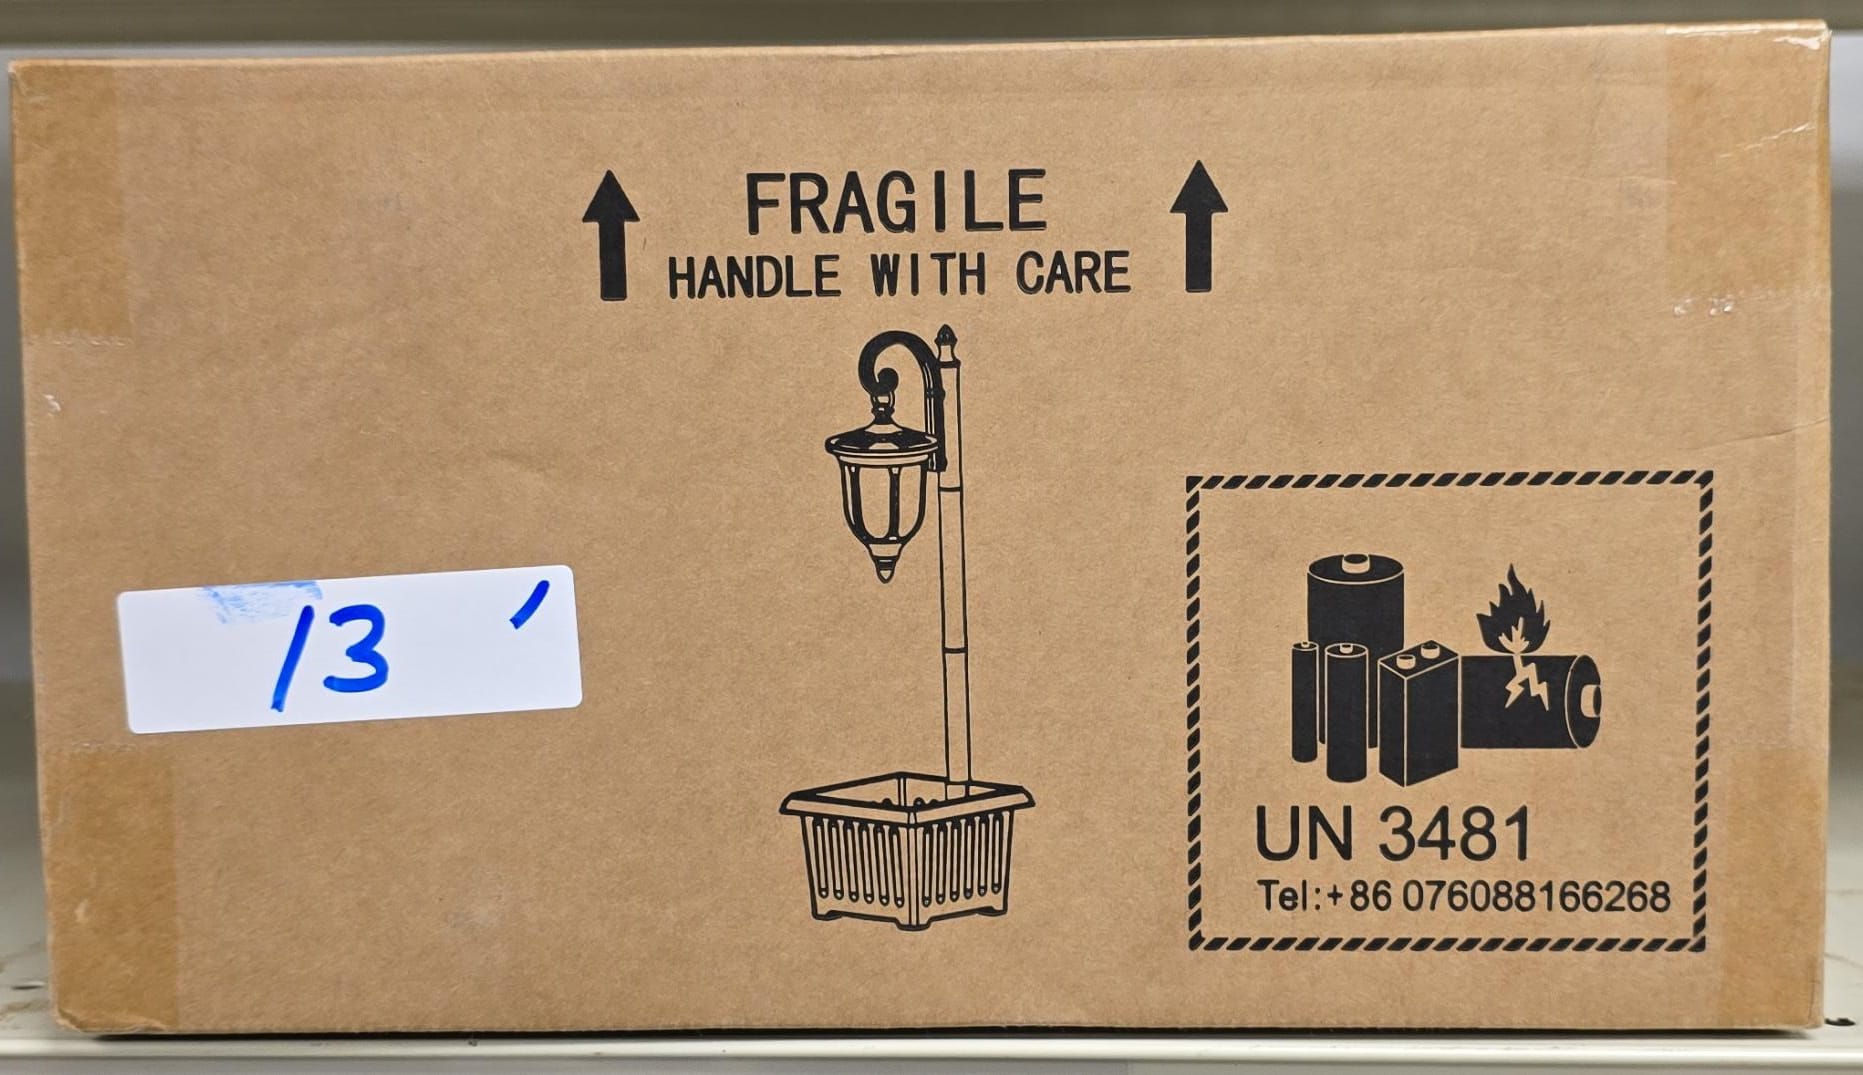 FRAGILE
HANDLE WITH CARE
13
UN 3481
Tel:+86 076088166268